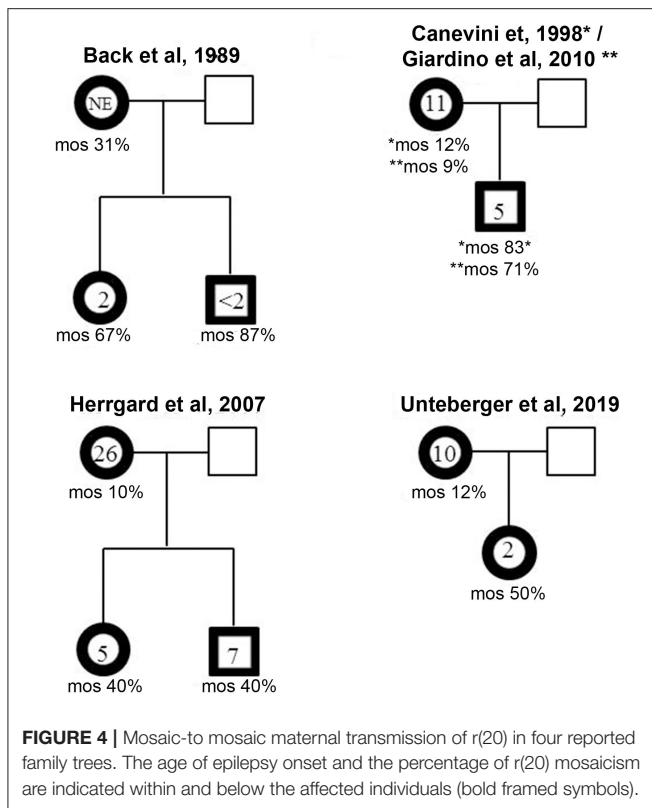 Back et al, 1989
NE
mos 31%
2
<2
mos 67%
mos 87%
Canevini et, 1998* /
Giardino et al, 2010 **
11
*mos 12%
**mos 9%
5
*mos 83*
**mos 71%
Herrgard et al, 2007
26
mos 10%
5
7
mos 40%
mos 40%
Unteberger et al, 2019
10
mos 12%
2
mos 50%
FIGURE 4 | Mosaic-to mosaic maternal transmission of r(20) in four reported
family trees. The age of epilepsy onset and the percentage of r(20) mosaicism
are indicated within and below the affected individuals (bold framed symbols).